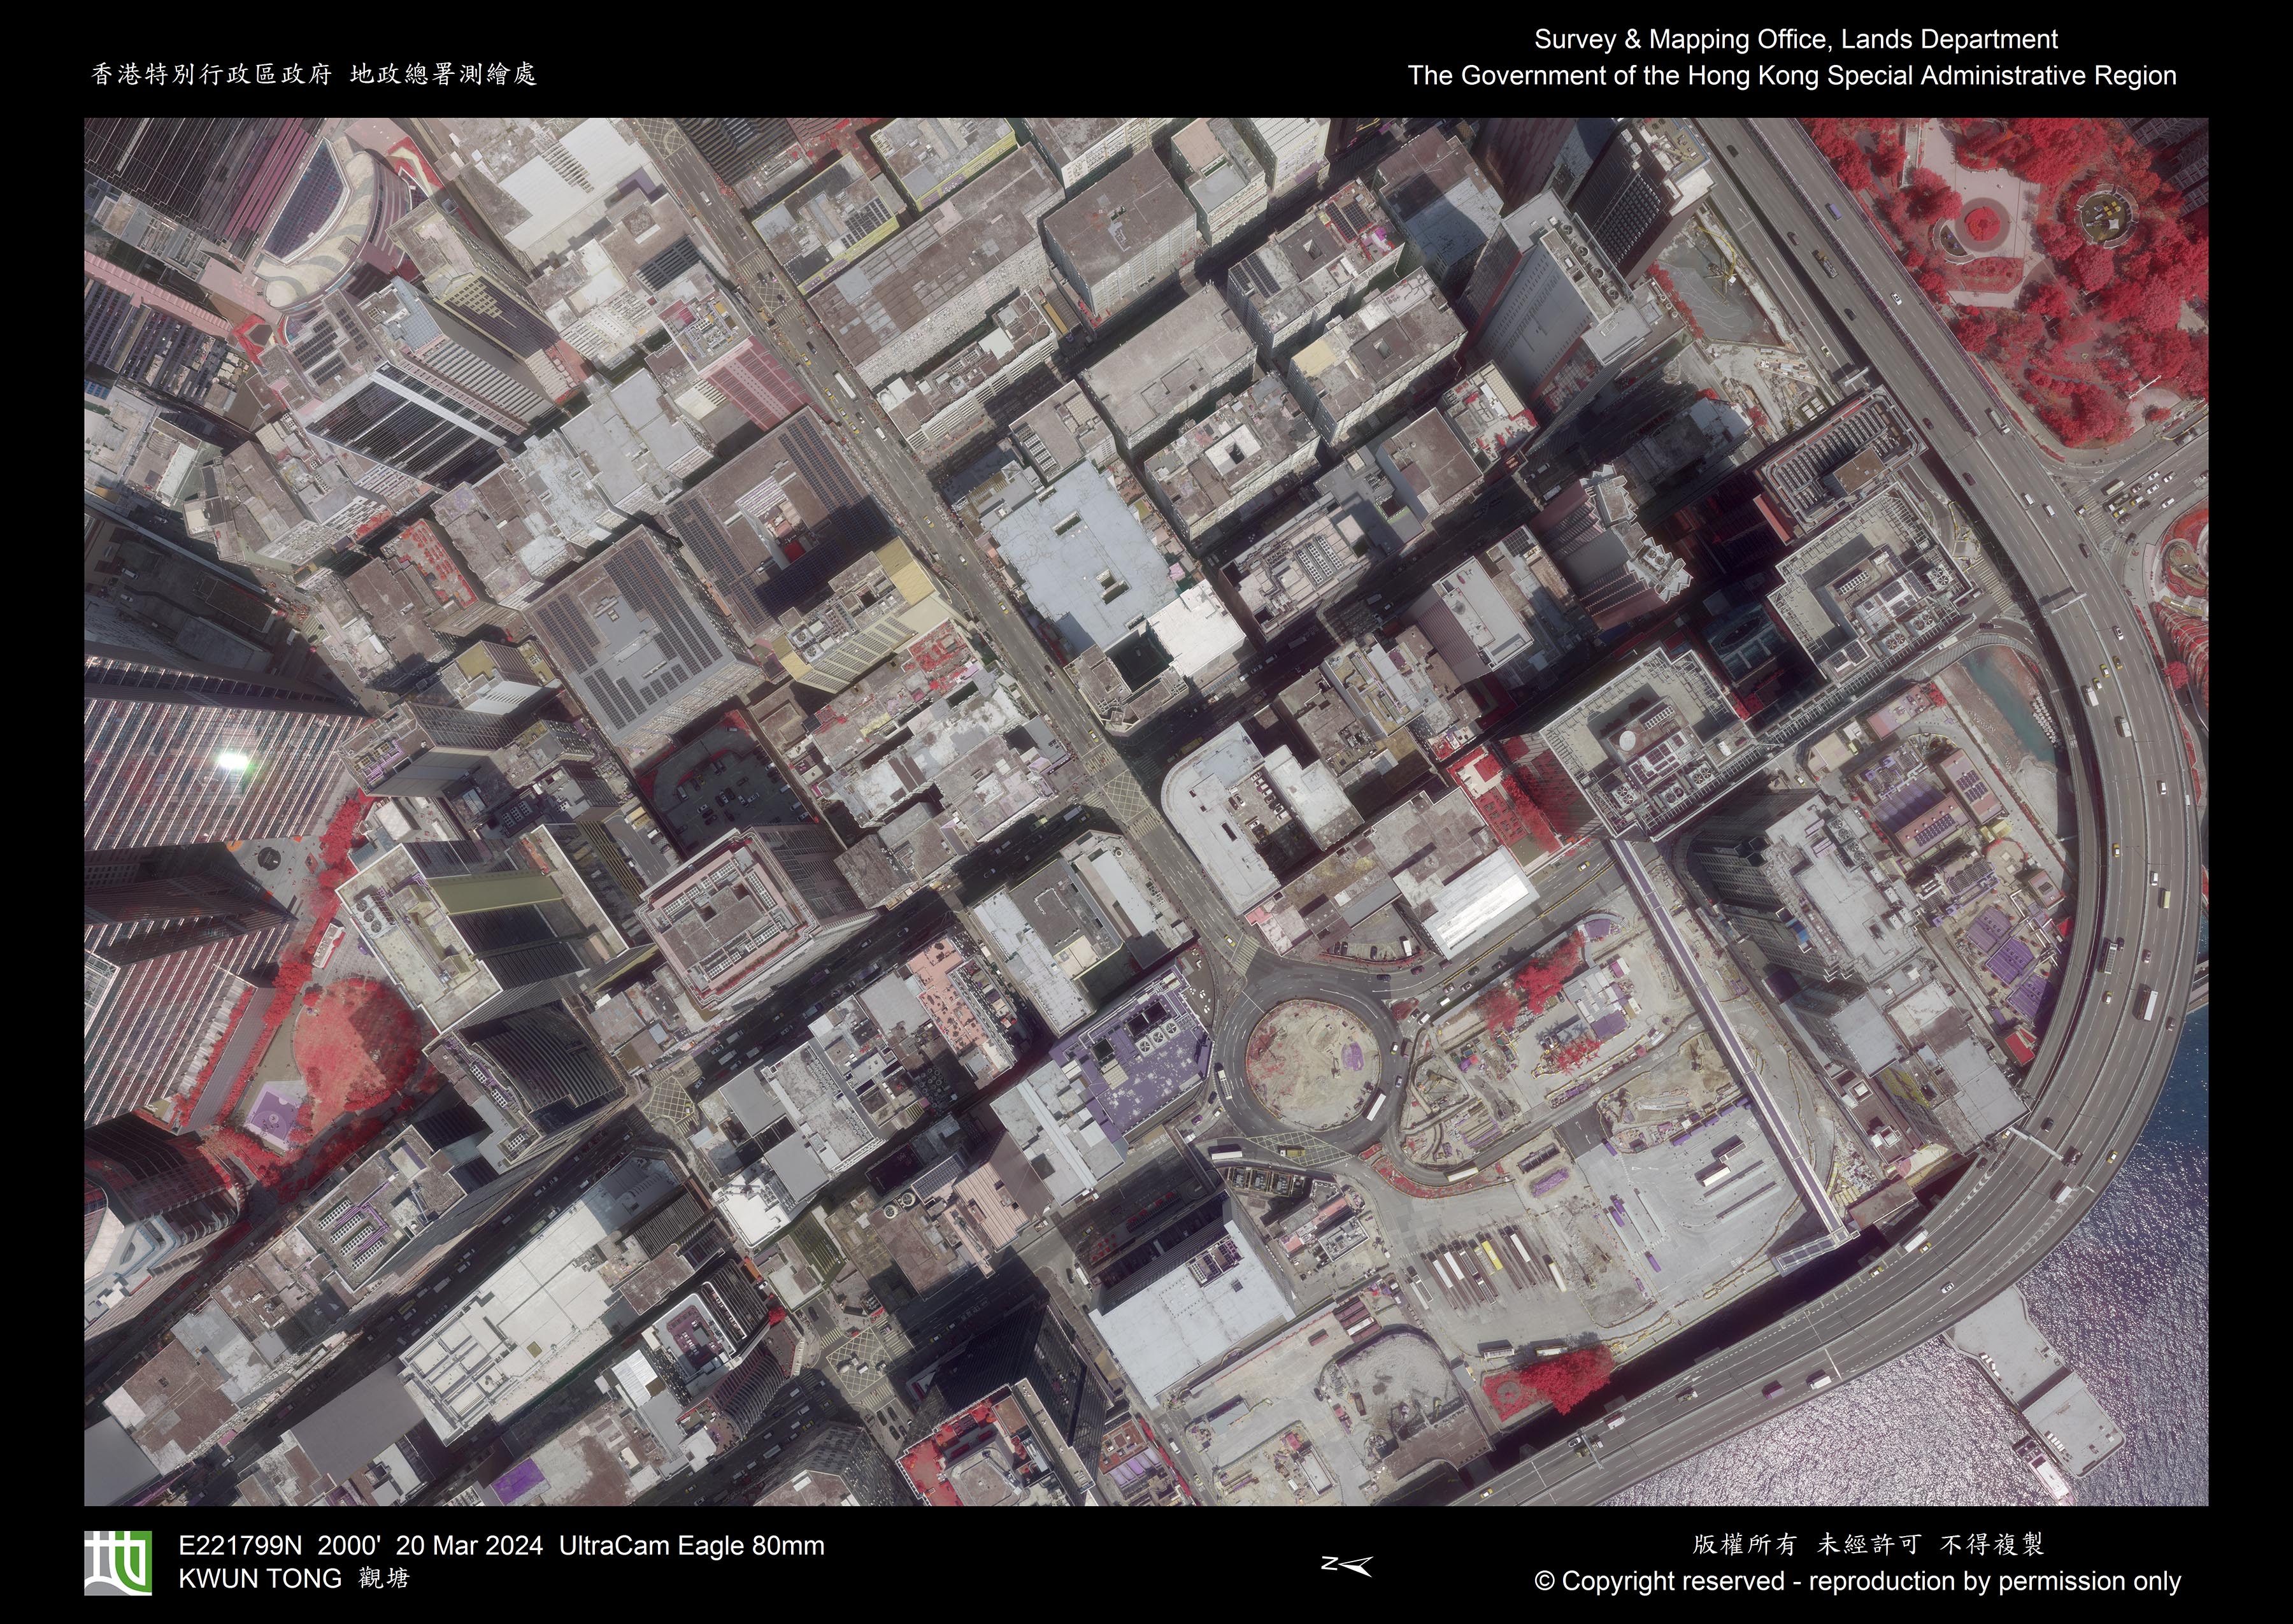 香港特別行政區政府 地政總署測繪處
Survey & Mapping Office, Lands Department
The Government of the Hong Kong Special Administrative Region
E221799N 2000' 20 Mar 2024 UltraCam Eagle 80mm
KWUN TONG 觀塘
N
版權所有 未經許可 不得複製
© Copyright reserved - reproduction by permission only